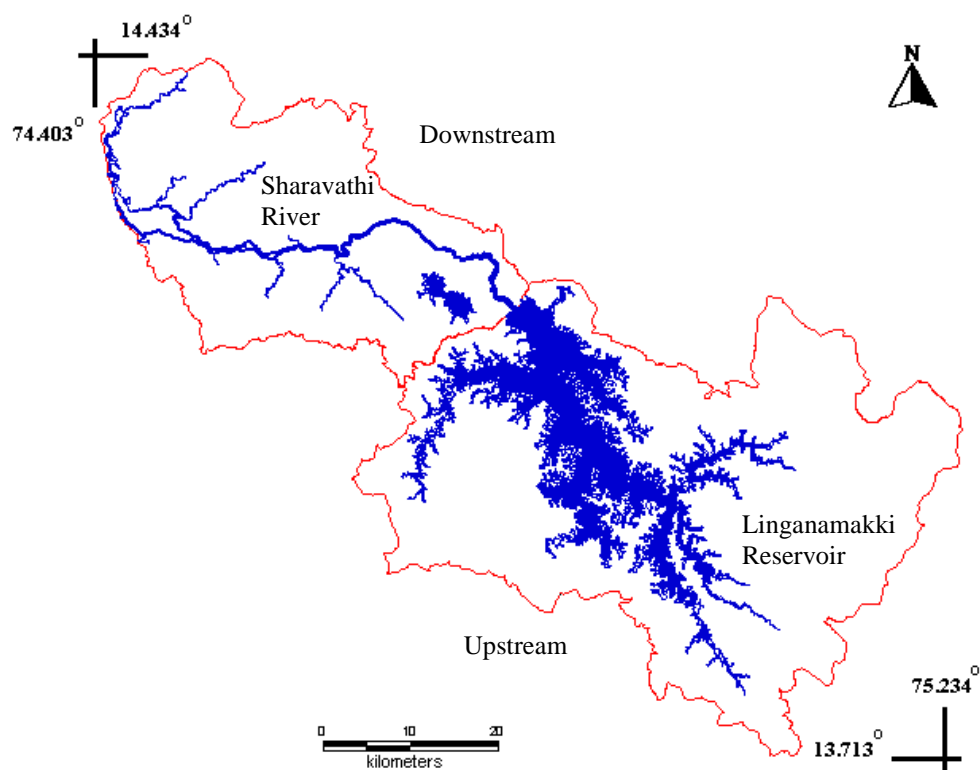 14.434°
N
74.403°
Downstream
Sharavathi
River
Linganamakki
Reservoir
Upstream
75.234°
0 10 20
kilometers
13.713°